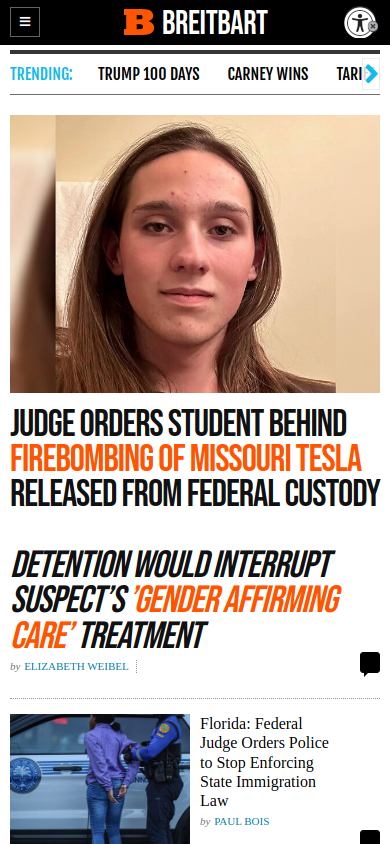 BREITBART
TRENDING: TRUMP 100 DAYS CARNEY WINS
JUDGE ORDERS STUDENT BEHIND
FIREBOMBING OF MISSOURI TESLA
RELEASED FROM FEDERAL CUSTODY
DETENTION WOULD INTERRUPT
SUSPECT'S 'GENDER AFFIRMING
CARE' TREATMENT
by ELIZABETH WEIBEL
Florida: Federal
Judge Orders Police
to Stop Enforcing
State Immigration
Law
by PAUL BOIS